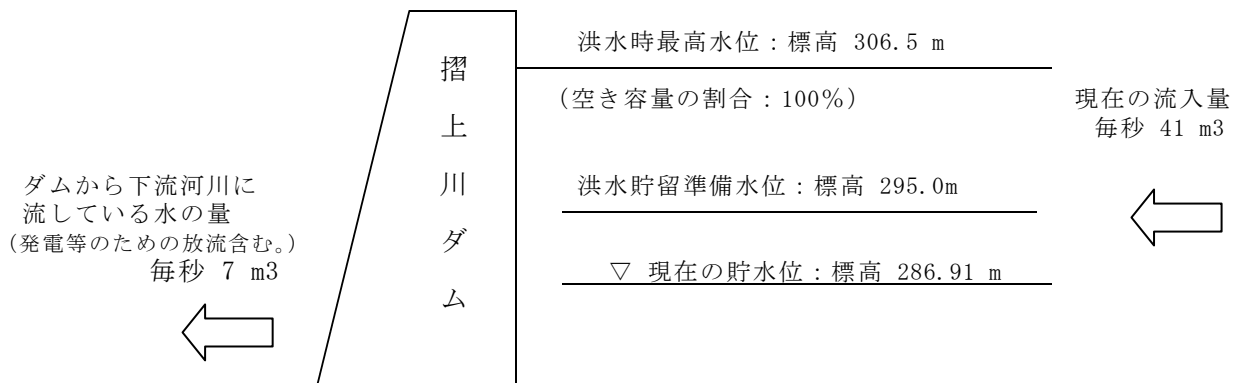 洪水時最高水位：標高 306.5 m
（空き容量の割合：100％）
現在の流入量
毎秒 41 m3
摺上川ダム
洪水貯留準備水位：標高 295.0m
ダムから下流河川に
流している水の量
（発電等のための放流含む。）
毎秒 7 m3
▽ 現在の貯水位：標高 286.91 m